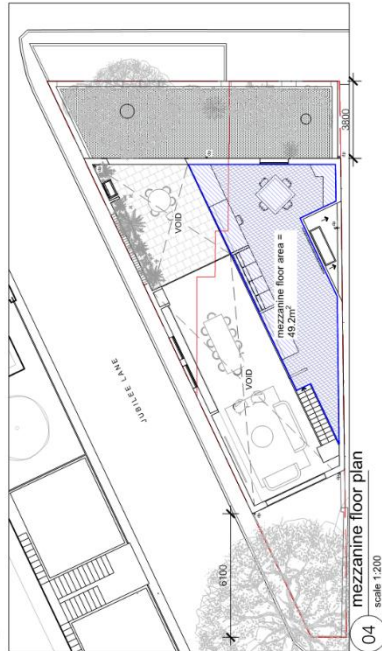 3800
VOID
mezzanine floor area =
49.2m²
JUBILEE LANE
VOID
6100
04
mezzanine floor plan
scale 1:200